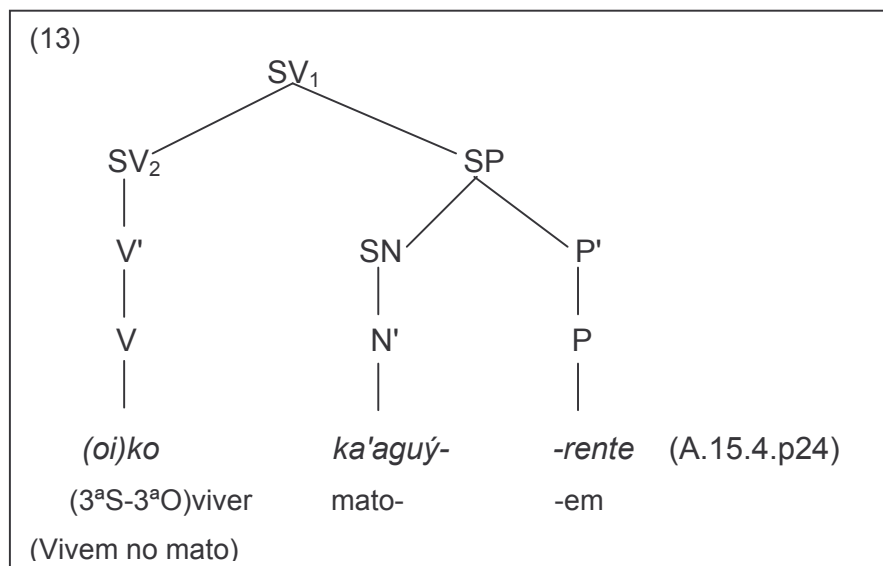 (13)
SV₁
SV₂ SP
V' SN P'
V N' P
(oi)ko ka'aguý- -rente (A.15.4.p24)
(3ªS-3ªO)viver mato- -em
(Vivem no mato)